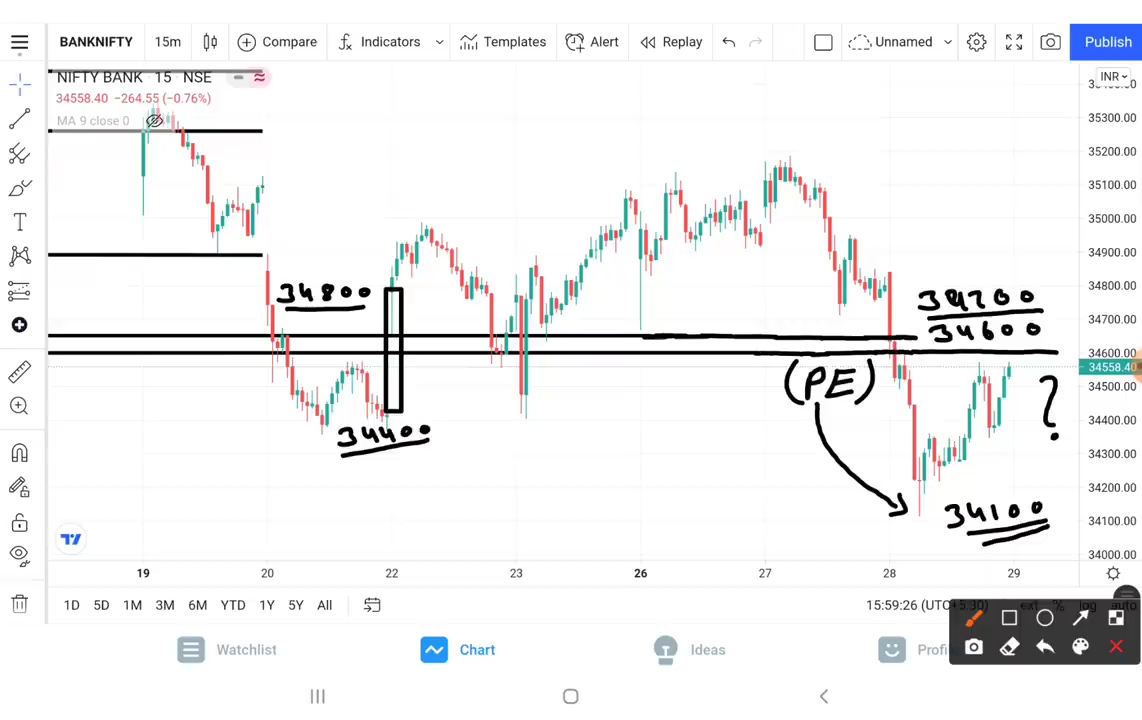 BANKNIFTY 15m Compare Indicators Templates Alert Replay Unnamed Publish
NIFTY BANK · 15 · NSE
INR
34558.40 −264.55 (−0.76%)
MA 9 close 0
35300.00
35200.00
35100.00
35000.00
34900.00
34800.00
34700.00
34600.00
34558.40
34500.00
34400.00
34300.00
34200.00
34100.00
34000.00
34800
34700
34600
(PE)
?
34400
34100
19 20 22 23 26 27 28 29
1D 5D 1M 3M 6M YTD 1Y 5Y All
15:59:26 (UTC+5:30) ext % log auto
Watchlist Chart Ideas